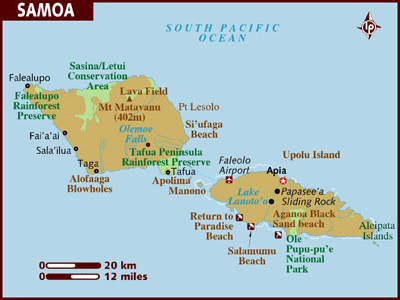 SAMOA
LP
SOUTH PACIFIC
OCEAN
Sasina/Letui
Conservation
Area
Falealupo
Lava Field
Falealupo
Rainforest
Preserve
Mt Matavanu
(402m)
Pt Lesolo
Olemoe
Falls
Si'ufaga
Beach
Fai'a'ai
Sala'ilua
Tafua Peninsula
Rainforest Preserve
Taga
Tafua
Alofaaga
Blowholes
Apolima
Manono
Faleolo
Airport
Apia
Upolu Island
Lake
Lanoto'o
Papasee'a
Sliding Rock
Return to
Paradise
Beach
Aganoa Black
Sand beach
Aleipata
Islands
Salamumu
Beach
Ole
Pupu-pu'e
National
Park
20 km
12 miles